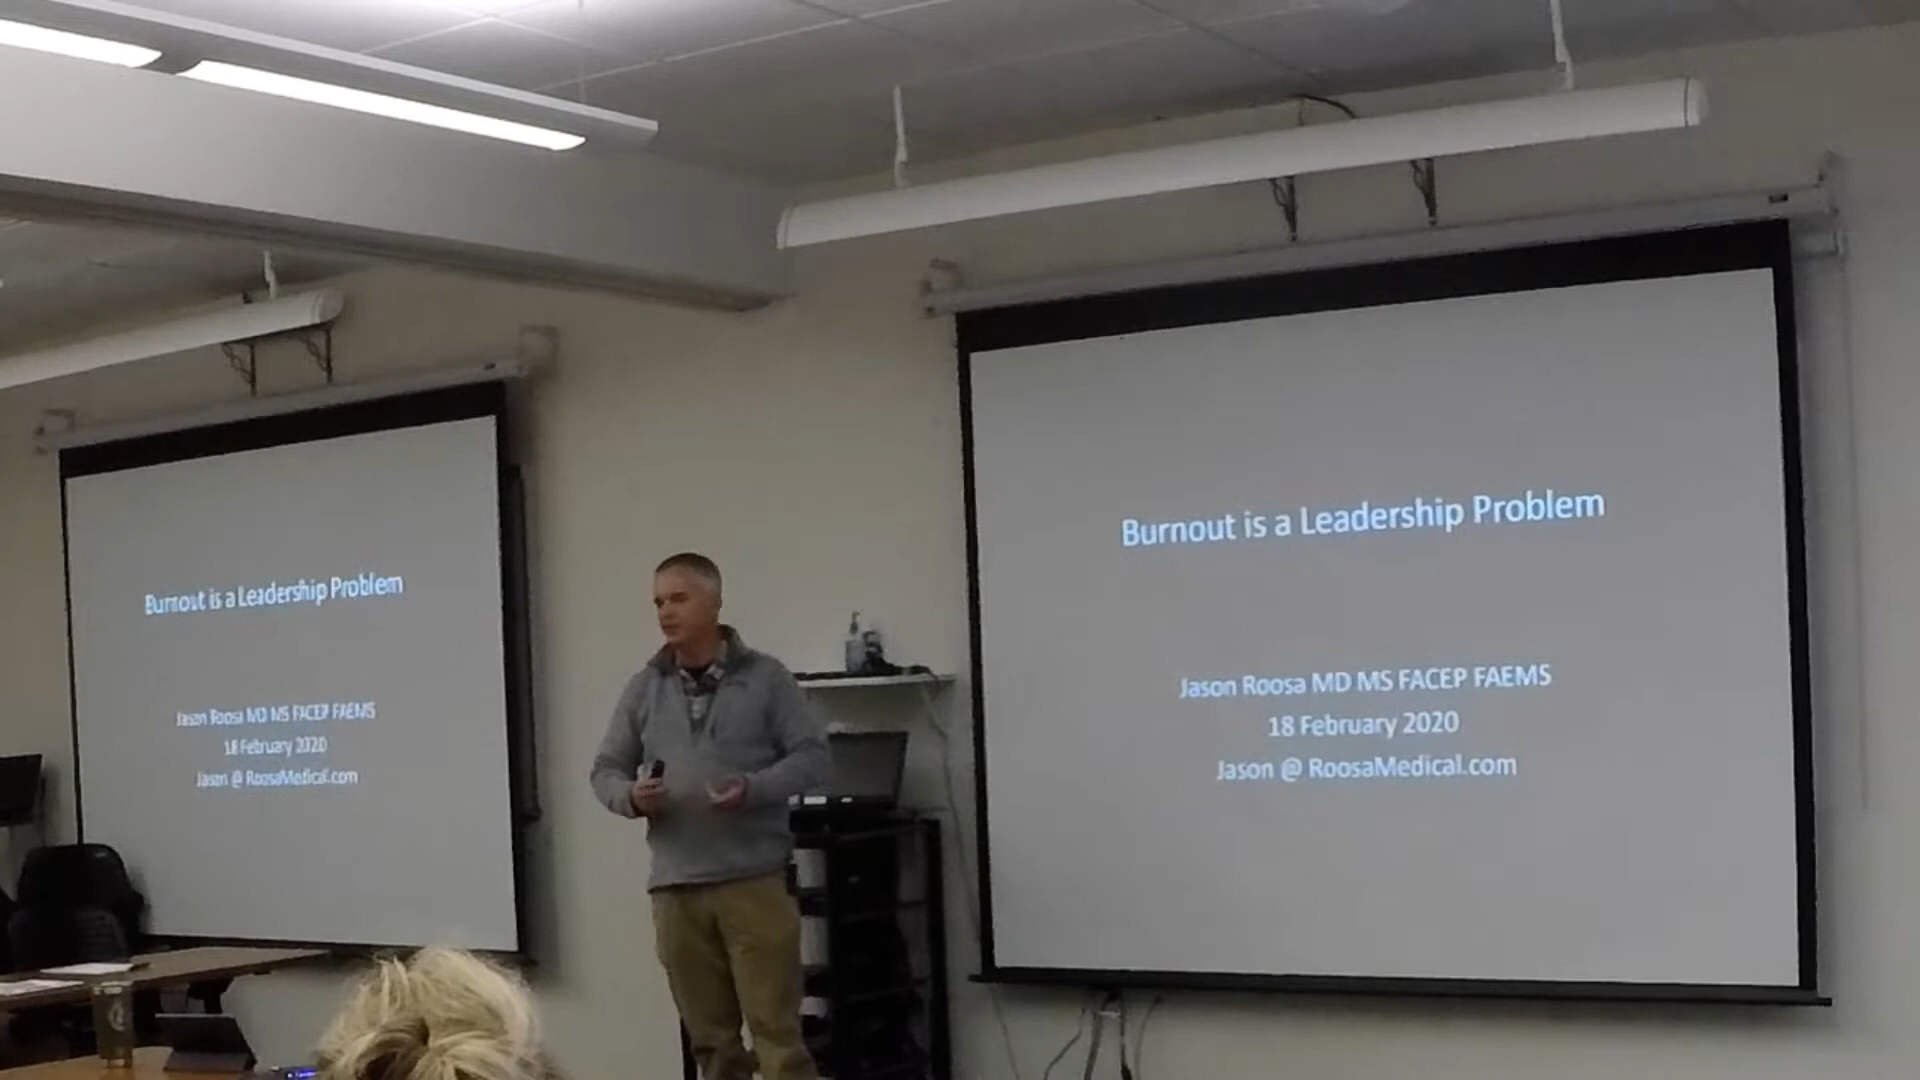 Burnout is a Leadership Problem
Jason Roosa MD MS FACEP FAEMS
18 February 2020
Jason @ RoosaMedical.com
Burnout is a Leadership Problem
Jason Roosa MD MS FACEP FAEMS
18 February 2020
Jason @ RoosaMedical.com